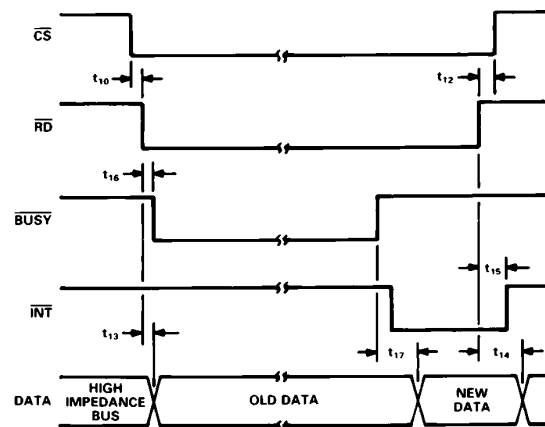 CS
t10
t12
RD
t16
BUSY
t15
INT
t13
t17
t14
DATA
HIGH
IMPEDANCE
BUS
OLD DATA
NEW
DATA